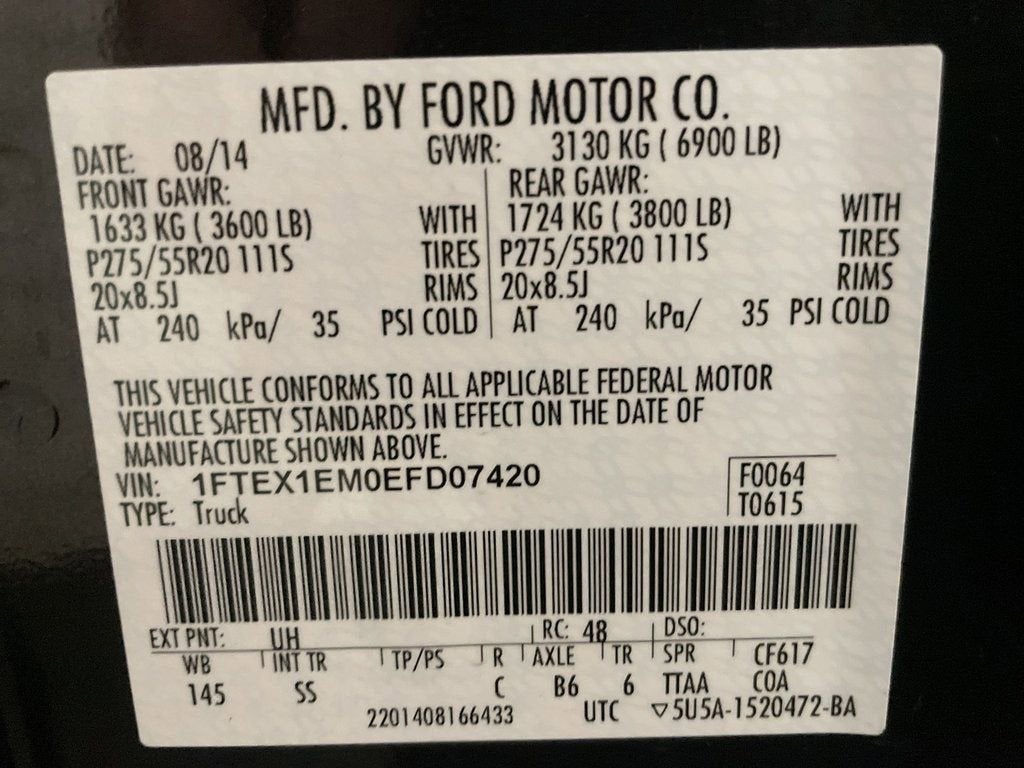 MFD. BY FORD MOTOR CO.
DATE: 08/14 GVWR: 3130 KG ( 6900 LB)
FRONT GAWR: REAR GAWR:
1633 KG ( 3600 LB) WITH 1724 KG ( 3800 LB) WITH
P275/55R20 111S TIRES P275/55R20 111S TIRES
20x8.5J RIMS 20x8.5J RIMS
AT 240 kPa/ 35 PSI COLD AT 240 kPa/ 35 PSI COLD
THIS VEHICLE CONFORMS TO ALL APPLICABLE FEDERAL MOTOR
VEHICLE SAFETY STANDARDS IN EFFECT ON THE DATE OF
MANUFACTURE SHOWN ABOVE.
VIN: 1FTEX1EM0EFD07420 F0064
TYPE: Truck T0615
EXT PNT: UH RC: 48 DSO:
WB INT TR TP/PS R AXLE TR SPR CF617
145 SS C B6 6 TTAA COA
2201408166433 UTC ▽5U5A-1520472-BA